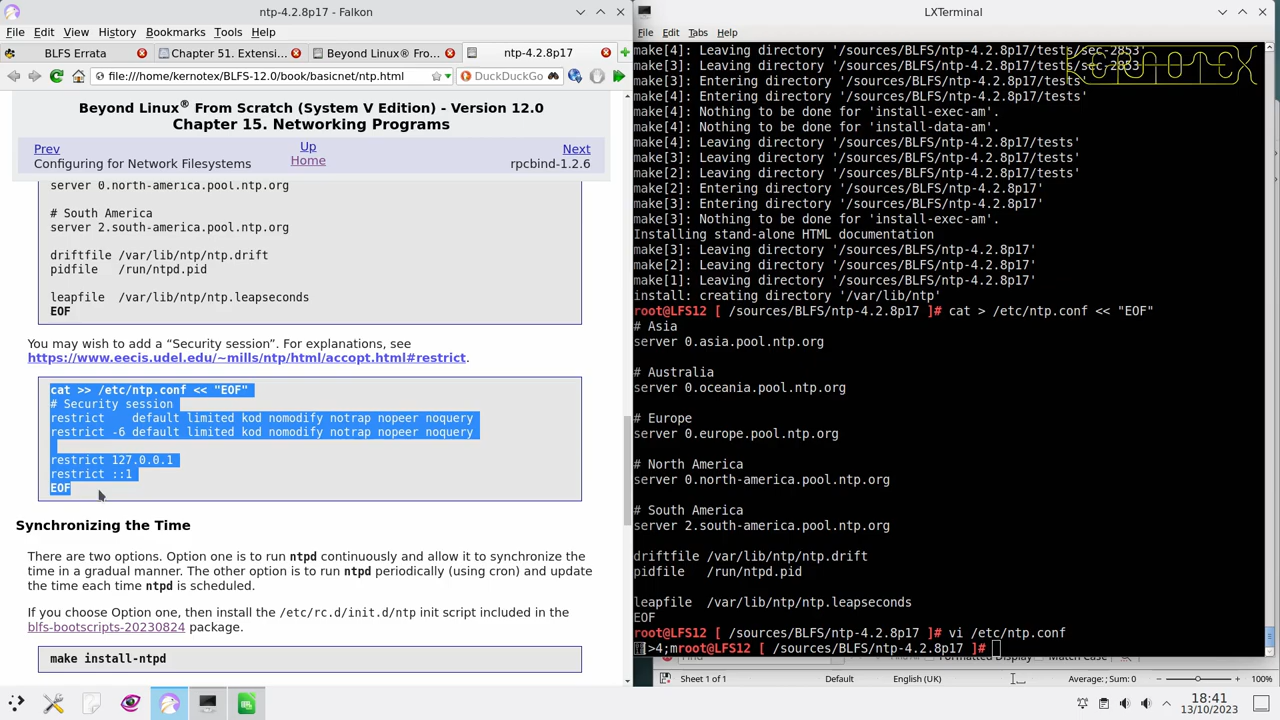 ntp-4.2.8p17 - Falkon
File Edit View History Bookmarks Tools Help
BLFS Errata
Chapter 51. Extensi...
Beyond Linux® Fro...
ntp-4.2.8p17
file:///home/kernotex/BLFS-12.0/book/basicnet/ntp.html
DuckDuckGo
Beyond Linux® From Scratch (System V Edition) - Version 12.0
Chapter 15. Networking Programs
Prev
Up
Next
Configuring for Network Filesystems
Home
rpcbind-1.2.6
server 0.north-america.pool.ntp.org
# South America
server 2.south-america.pool.ntp.org
driftfile /var/lib/ntp/ntp.drift
pidfile /run/ntpd.pid
leapfile /var/lib/ntp/ntp.leapseconds
EOF
You may wish to add a “Security session”. For explanations, see
https://www.eecis.udel.edu/~mills/ntp/html/accopt.html#restrict.
cat >> /etc/ntp.conf << "EOF"
# Security session
restrict    default limited kod nomodify notrap nopeer noquery
restrict -6 default limited kod nomodify notrap nopeer noquery
restrict 127.0.0.1
restrict ::1
EOF
Synchronizing the Time
There are two options. Option one is to run ntpd continuously and allow it to synchronize the
time in a gradual manner. The other option is to run ntpd periodically (using cron) and update
the time each time ntpd is scheduled.
If you choose Option one, then install the /etc/rc.d/init.d/ntp init script included in the
blfs-bootscripts-20230824 package.
make install-ntpd
LXTerminal
File Edit Tabs Help
make[4]: Leaving directory '/sources/BLFS/ntp-4.2.8p17/tests/sec-2853'
make[3]: Leaving directory '/sources/BLFS/ntp-4.2.8p17/tests/sec-2853'
make[3]: Entering directory '/sources/BLFS/ntp-4.2.8p17/tests'
make[4]: Entering directory '/sources/BLFS/ntp-4.2.8p17/tests'
make[4]: Nothing to be done for 'install-exec-am'.
make[4]: Nothing to be done for 'install-data-am'.
make[4]: Leaving directory '/sources/BLFS/ntp-4.2.8p17/tests'
make[3]: Leaving directory '/sources/BLFS/ntp-4.2.8p17/tests'
make[2]: Leaving directory '/sources/BLFS/ntp-4.2.8p17/tests'
make[2]: Entering directory '/sources/BLFS/ntp-4.2.8p17'
make[3]: Entering directory '/sources/BLFS/ntp-4.2.8p17'
make[3]: Nothing to be done for 'install-exec-am'.
Installing stand-alone HTML documentation
make[3]: Leaving directory '/sources/BLFS/ntp-4.2.8p17'
make[2]: Leaving directory '/sources/BLFS/ntp-4.2.8p17'
make[1]: Leaving directory '/sources/BLFS/ntp-4.2.8p17'
install: creating directory '/var/lib/ntp'
root@LFS12 [ /sources/BLFS/ntp-4.2.8p17 ]# cat > /etc/ntp.conf << "EOF"
# Asia
server 0.asia.pool.ntp.org
# Australia
server 0.oceania.pool.ntp.org
# Europe
server 0.europe.pool.ntp.org
# North America
server 0.north-america.pool.ntp.org
# South America
server 2.south-america.pool.ntp.org
driftfile /var/lib/ntp/ntp.drift
pidfile   /run/ntpd.pid
leapfile  /var/lib/ntp/ntp.leapseconds
EOF
root@LFS12 [ /sources/BLFS/ntp-4.2.8p17 ]# vi /etc/ntp.conf
>4;mroot@LFS12 [ /sources/BLFS/ntp-4.2.8p17 ]#
KERNOTEX
Sheet 1 of 1
Default
English (UK)
Average: ; Sum: 0
100%
18:41
13/10/2023